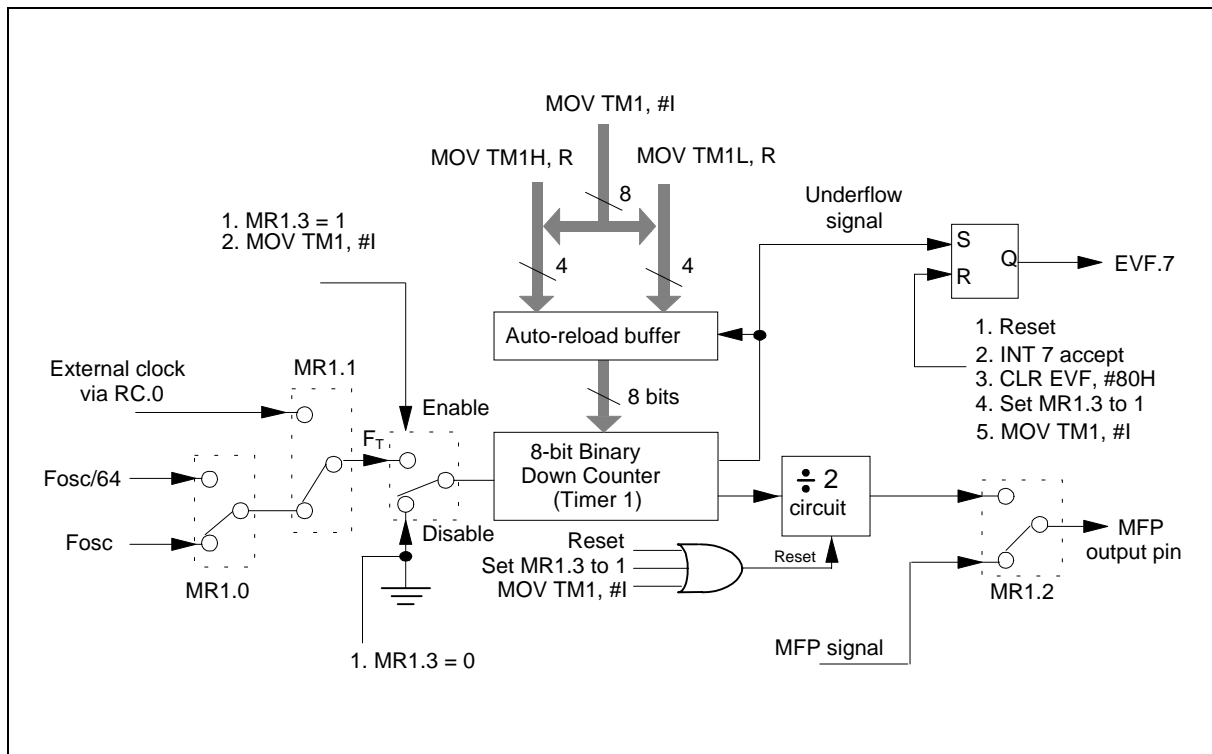 MOV TM1, #I
MOV TM1H, R
MOV TM1L, R
8
Underflow
signal
1. MR1.3 = 1
2. MOV TM1, #I
4
4
S
Q
R
EVF.7
Auto-reload buffer
1. Reset
2. INT 7 accept
3. CLR EVF, #80H
4. Set MR1.3 to 1
5. MOV TM1, #I
External clock
via RC.0
MR1.1
8 bits
Enable
FT
8-bit Binary
Down Counter
(Timer 1)
Fosc/64
÷ 2
circuit
Fosc
Disable
MFP
output pin
Reset
Set MR1.3 to 1
MOV TM1, #I
Reset
MR1.0
MR1.2
MFP signal
1. MR1.3 = 0